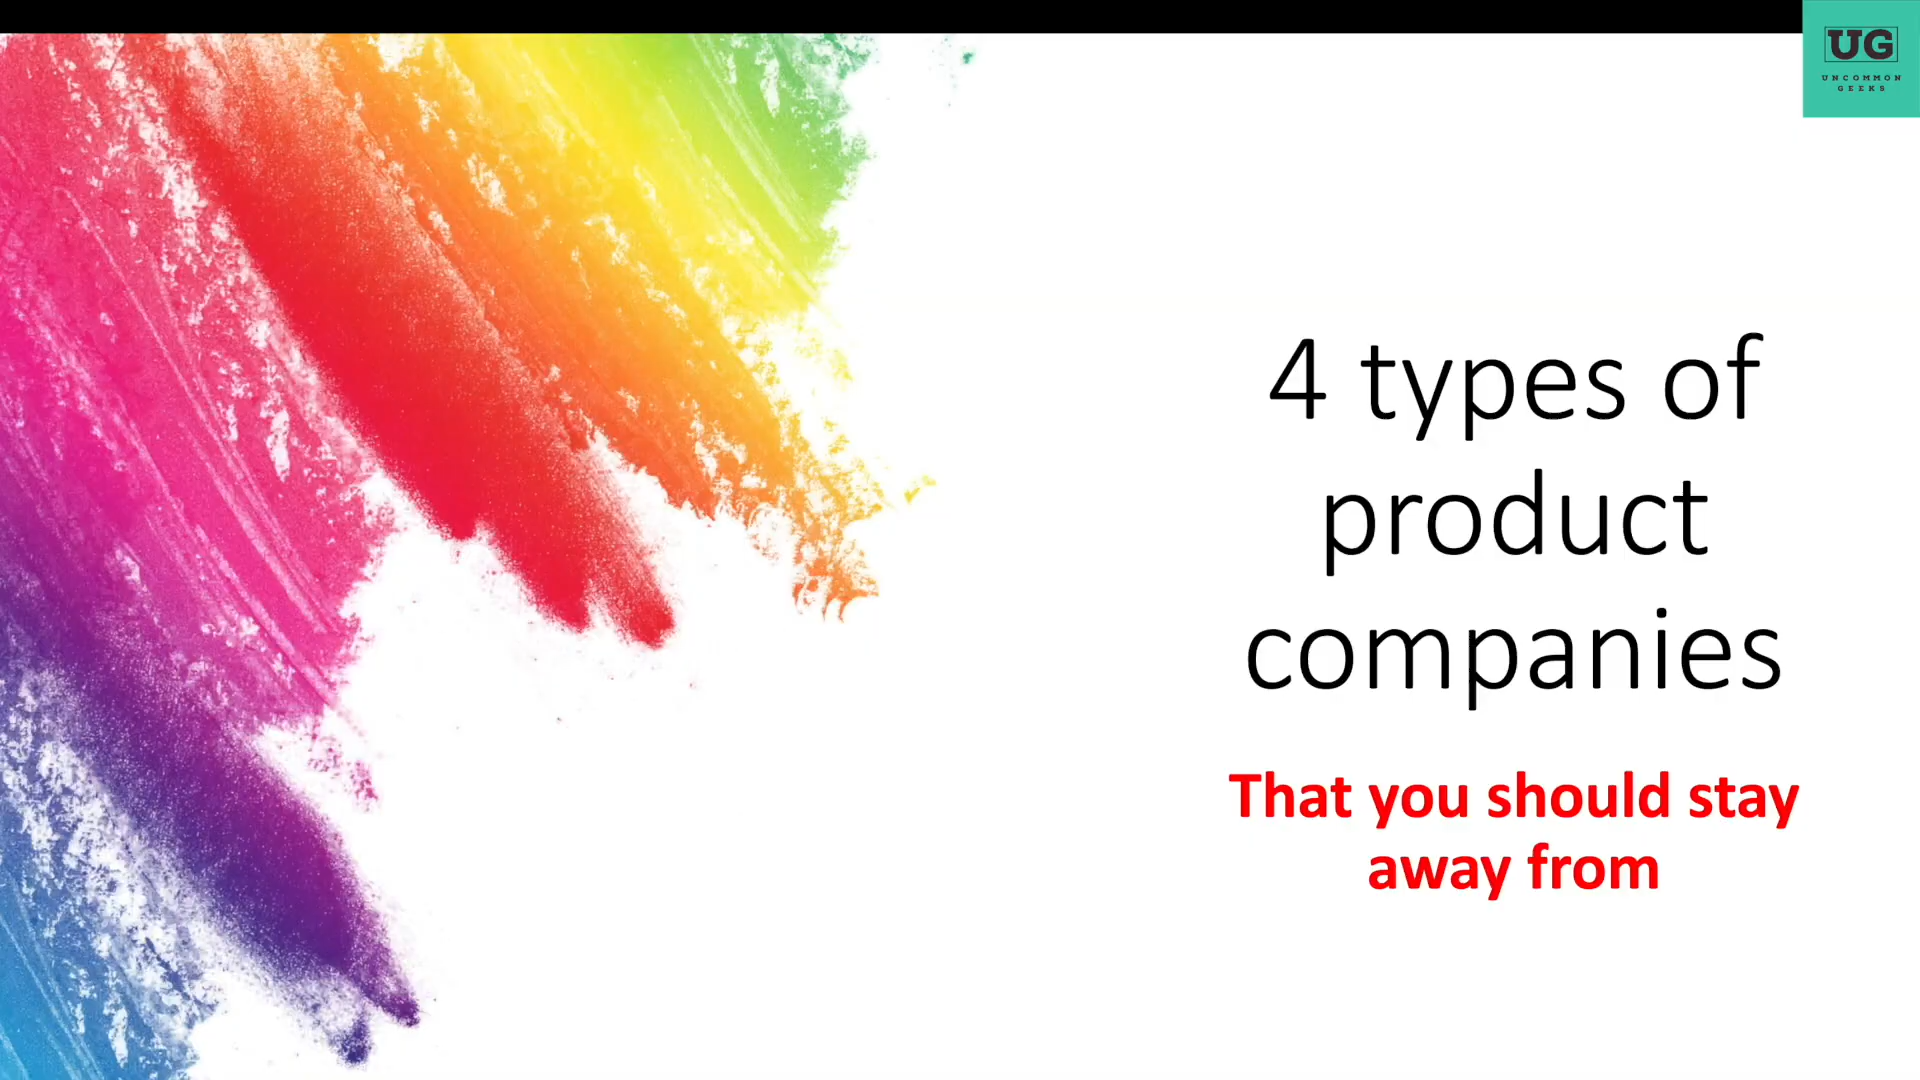 UG
UNCOMMON
GEEKS
4 types of
product
companies
That you should stay
away from